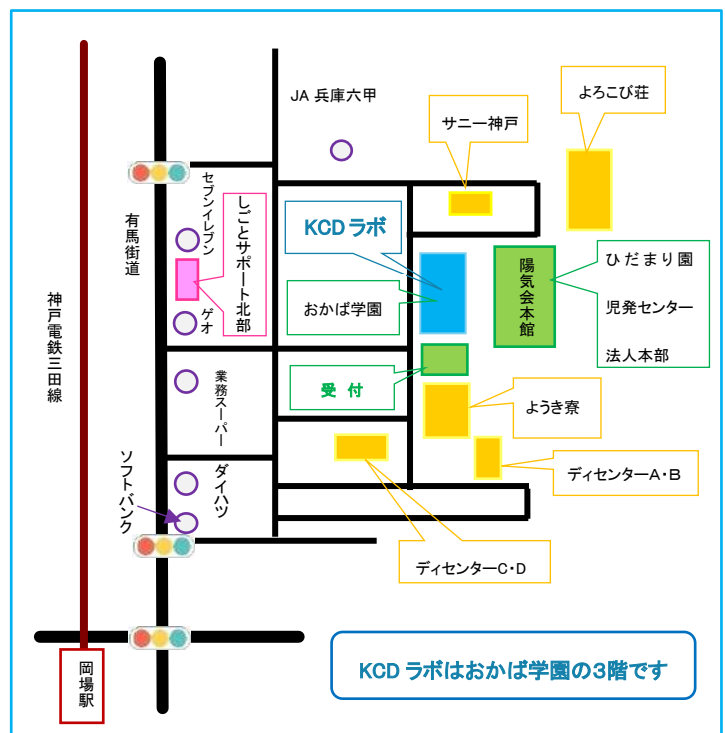 JA 兵庫六甲
よろこび荘
サニー神戸
セブンイレブン
しごとサポート北部
KCD ラボ
有馬街道
陽気会本館
ひだまり園
児発センター
法人本部
おかば学園
神戸電鉄三田線
ゲオ
業務スーパー
受 付
ようき寮
ソフトバンク
ダイハツ
ディセンターA・B
ディセンターC・D
岡場駅
KCD ラボはおかば学園の3階です